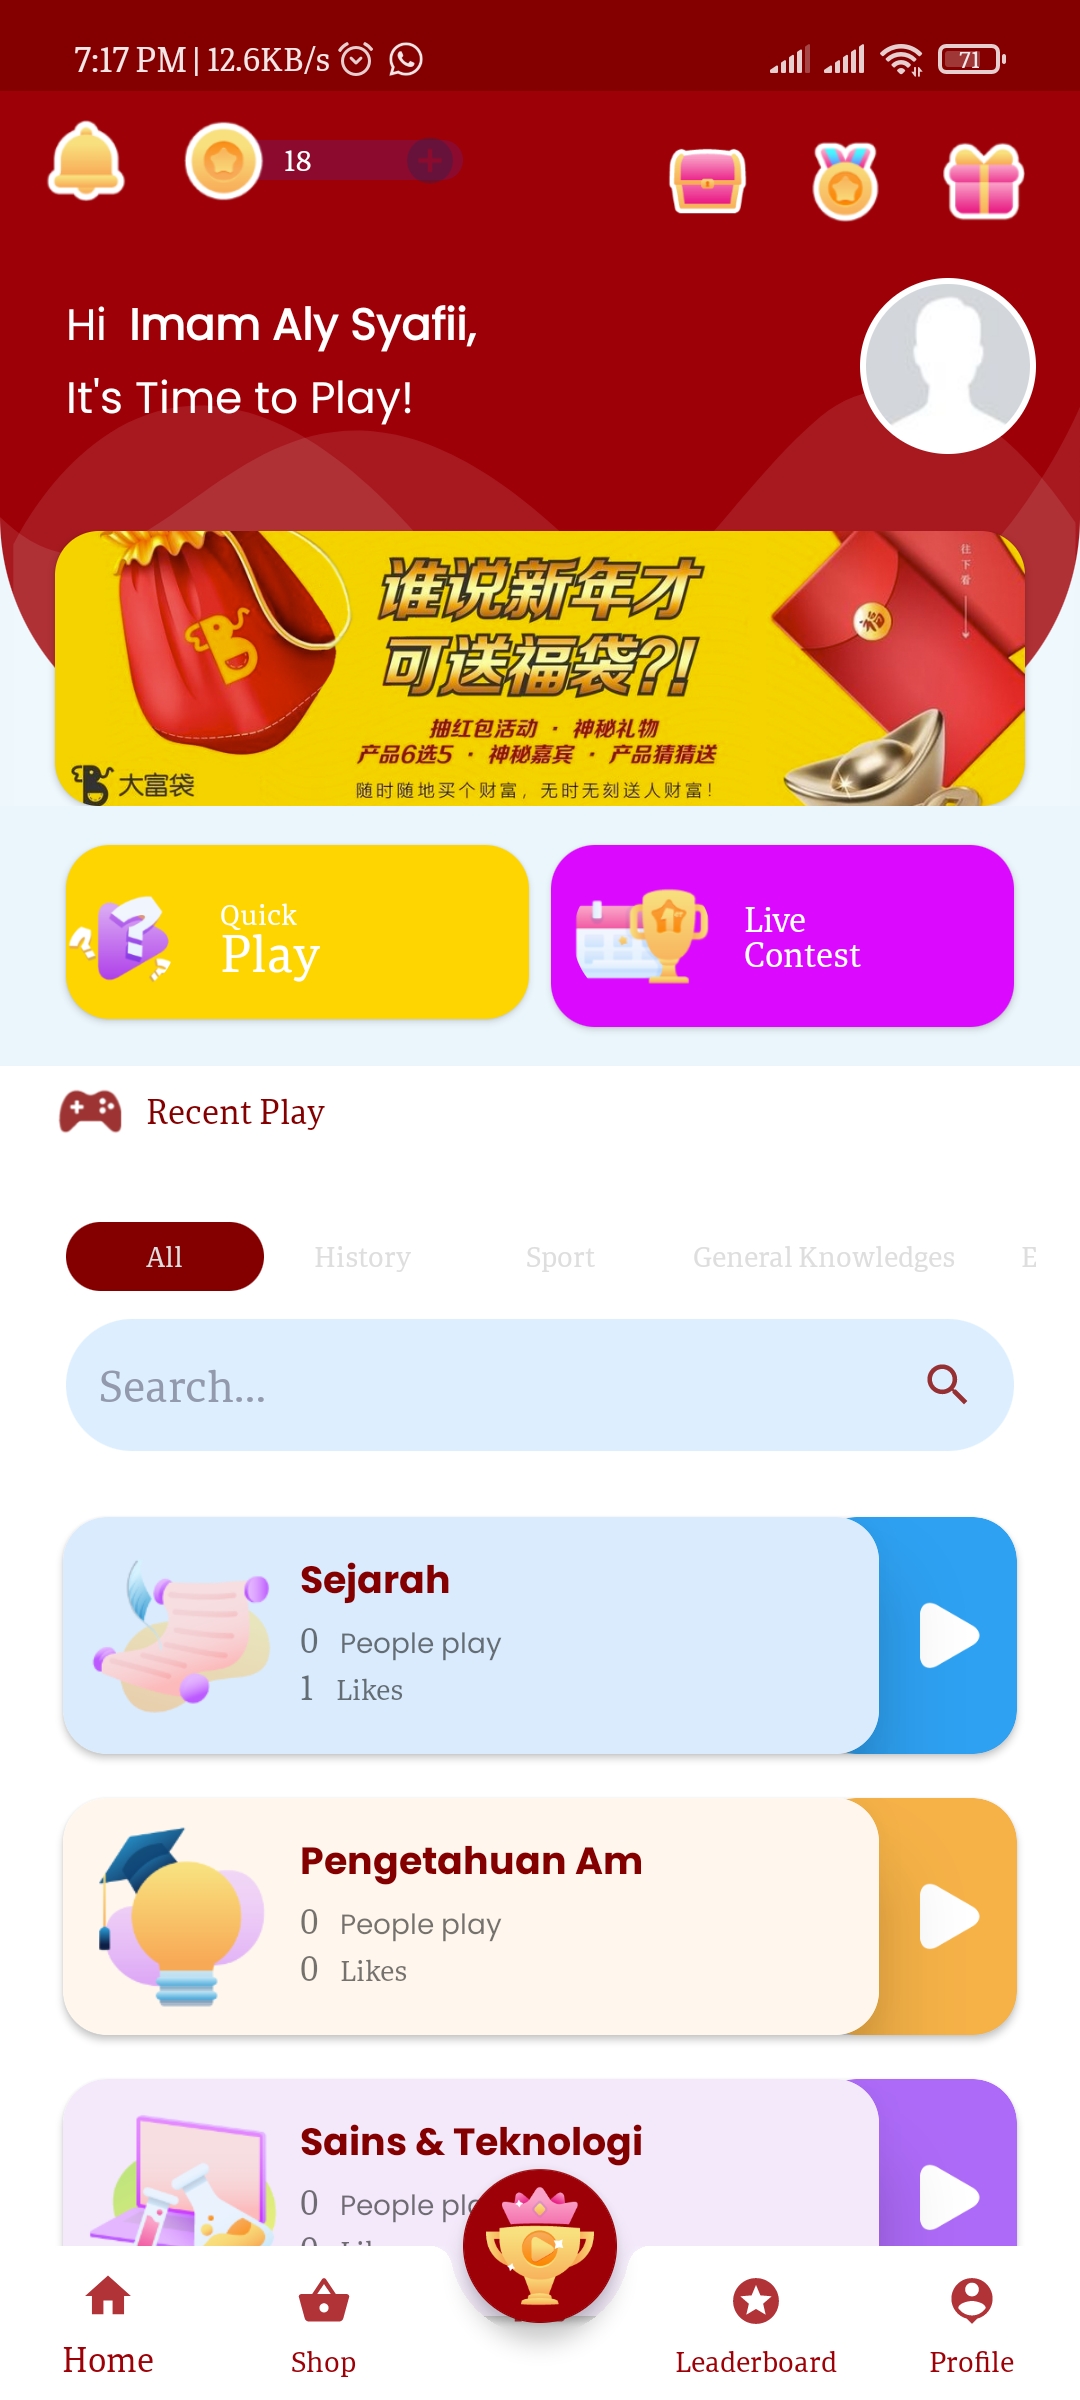 7:17 PM | 12.6KB/s
71
18
Hi Imam Aly Syafii,
It's Time to Play!
谁说新年才
可送福袋?!
抽红包活动 · 神秘礼物
产品6选5 · 神秘嘉宾 · 产品猜猜送
随时随地买个财富，无时无刻送人财富！
大富袋
往下看
福
Quick
Play
Live
Contest
Recent Play
All History Sport General Knowledges E
Search...
Sejarah
0 People play
1 Likes
Pengetahuan Am
0 People play
0 Likes
Sains & Teknologi
0 People pla
Home Shop Leaderboard Profile